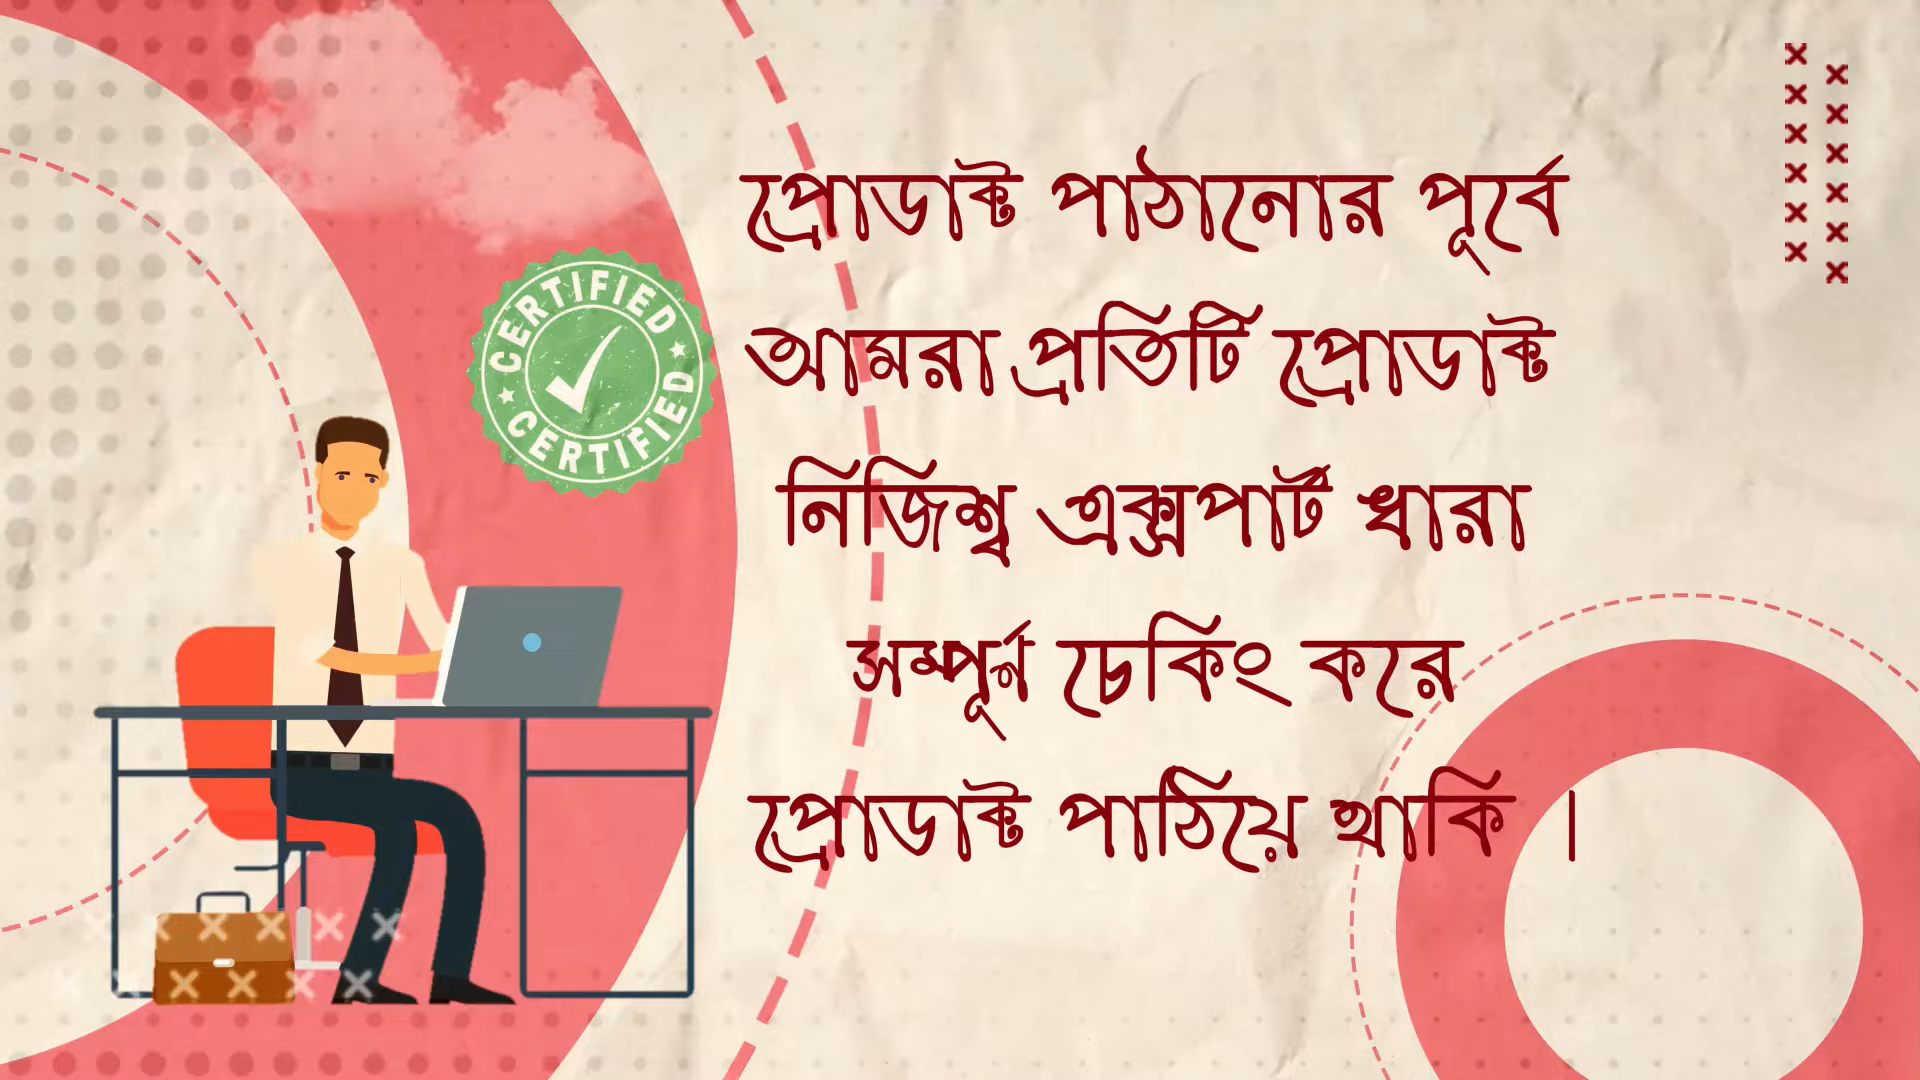 CERTIFIED
CERTIFIED
প্রোডাক্ট পাঠানোর পূর্বে
আমরা প্রতিটি প্রোডাক্ট
নিজিশ্ব এক্সপার্ট ধারা
সম্পূর্ণ চেকিং করে
প্রোডাক্ট পাঠিয়ে থাকি ।